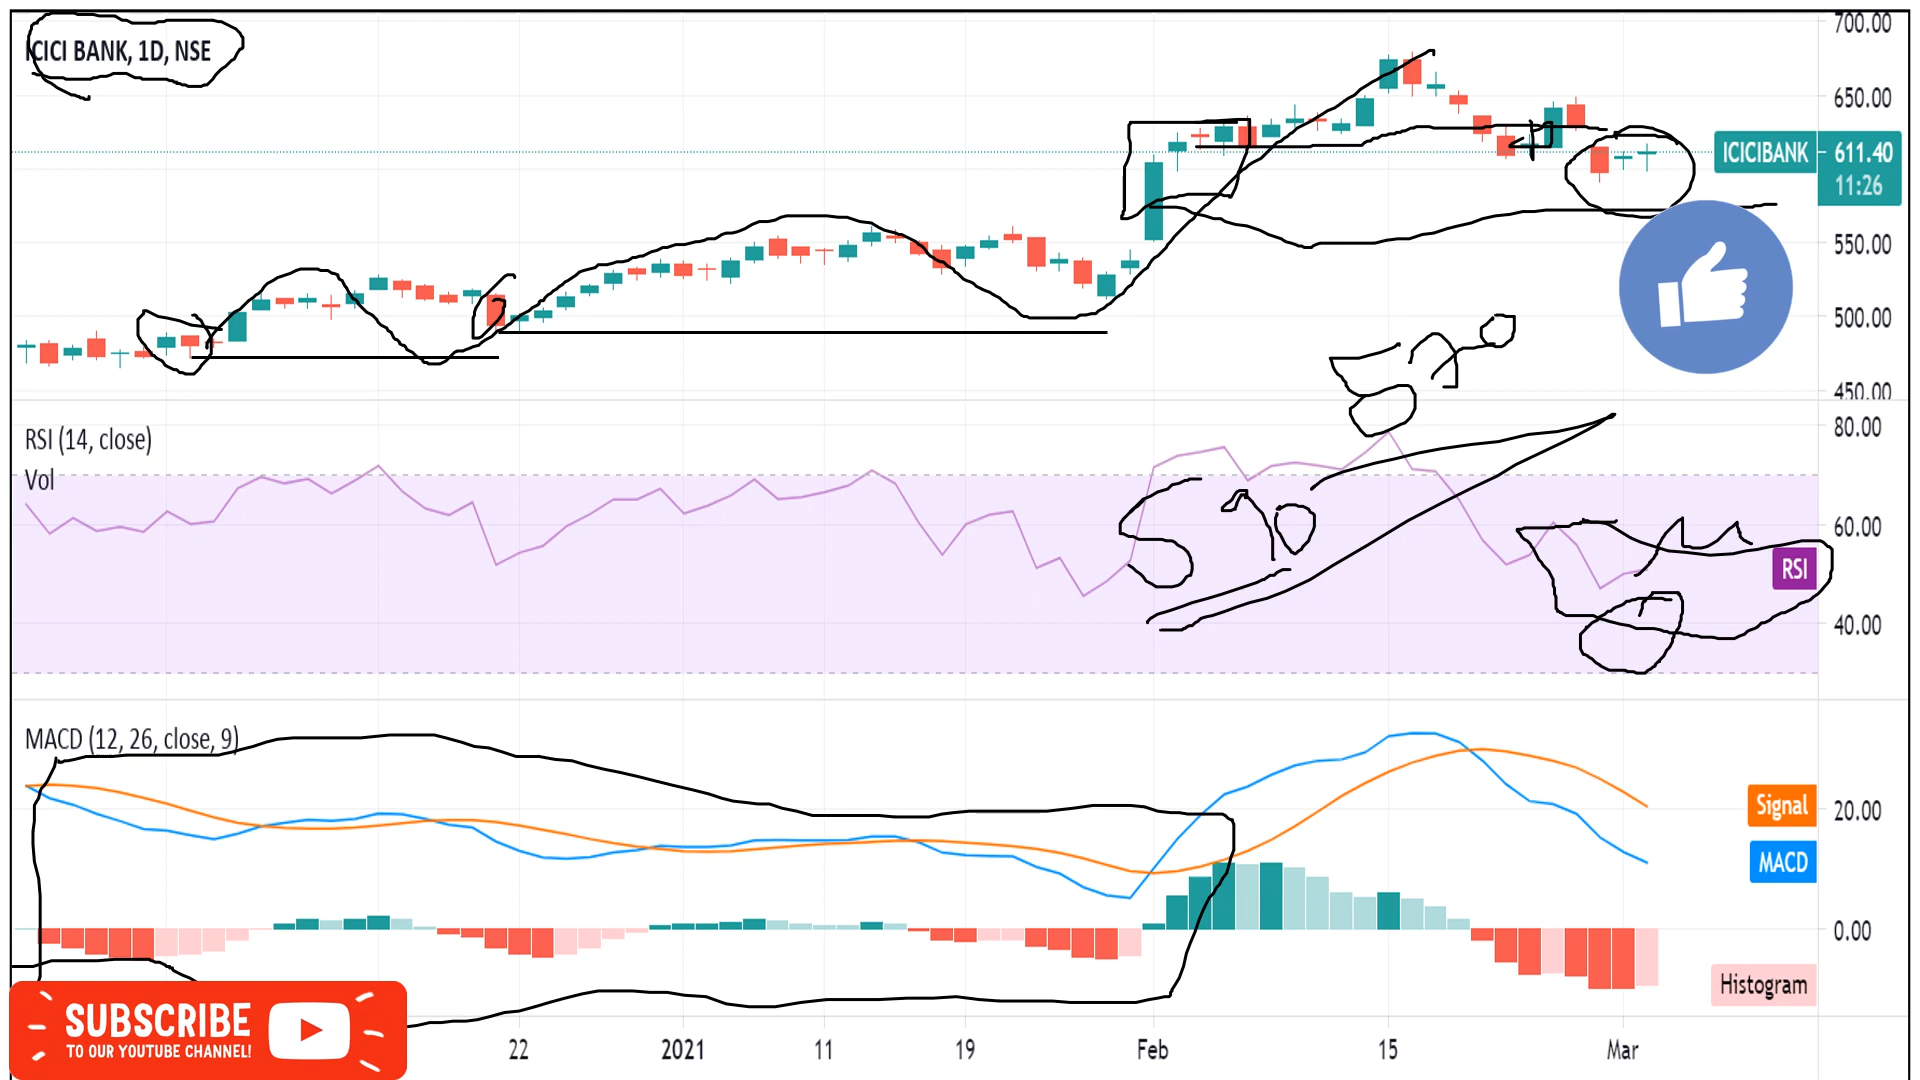 ICICI BANK, 1D, NSE
700.00
650.00
ICICIBANK
611.40
11:26
550.00
500.00
450.00
RSI (14, close)
Vol
80.00
60.00
RSI
40.00
MACD (12, 26, close, 9)
Signal
20.00
MACD
0.00
Histogram
SUBSCRIBE
TO OUR YOUTUBE CHANNEL!
22
2021
11
19
Feb
15
Mar